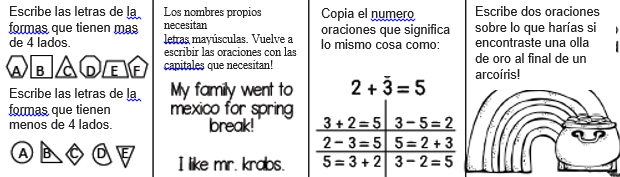 Escribe las letras de la
formas que tienen mas
de 4 lados.
A B C D E F
Escribe las letras de la
formas que tienen
menos de 4 lados.
A B C D E
Los nombres propios
necesitan
letras mayúsculas. Vuelve a
escribir las oraciones con las
capitales que necesitan!
My family went to
mexico for spring
break!
I like mr. krabs.
Copia el numero
oraciones que significa
lo mismo cosa como:
2 + 3 = 5
3 + 2 = 5 3 – 5 = 2
2 – 3 = 5 5 = 2 + 3
5 = 3 + 2 3 – 2 = 5
Escribe dos oraciones
sobre lo que harías si
encontraste una olla
de oro al final de un
arcoíris!